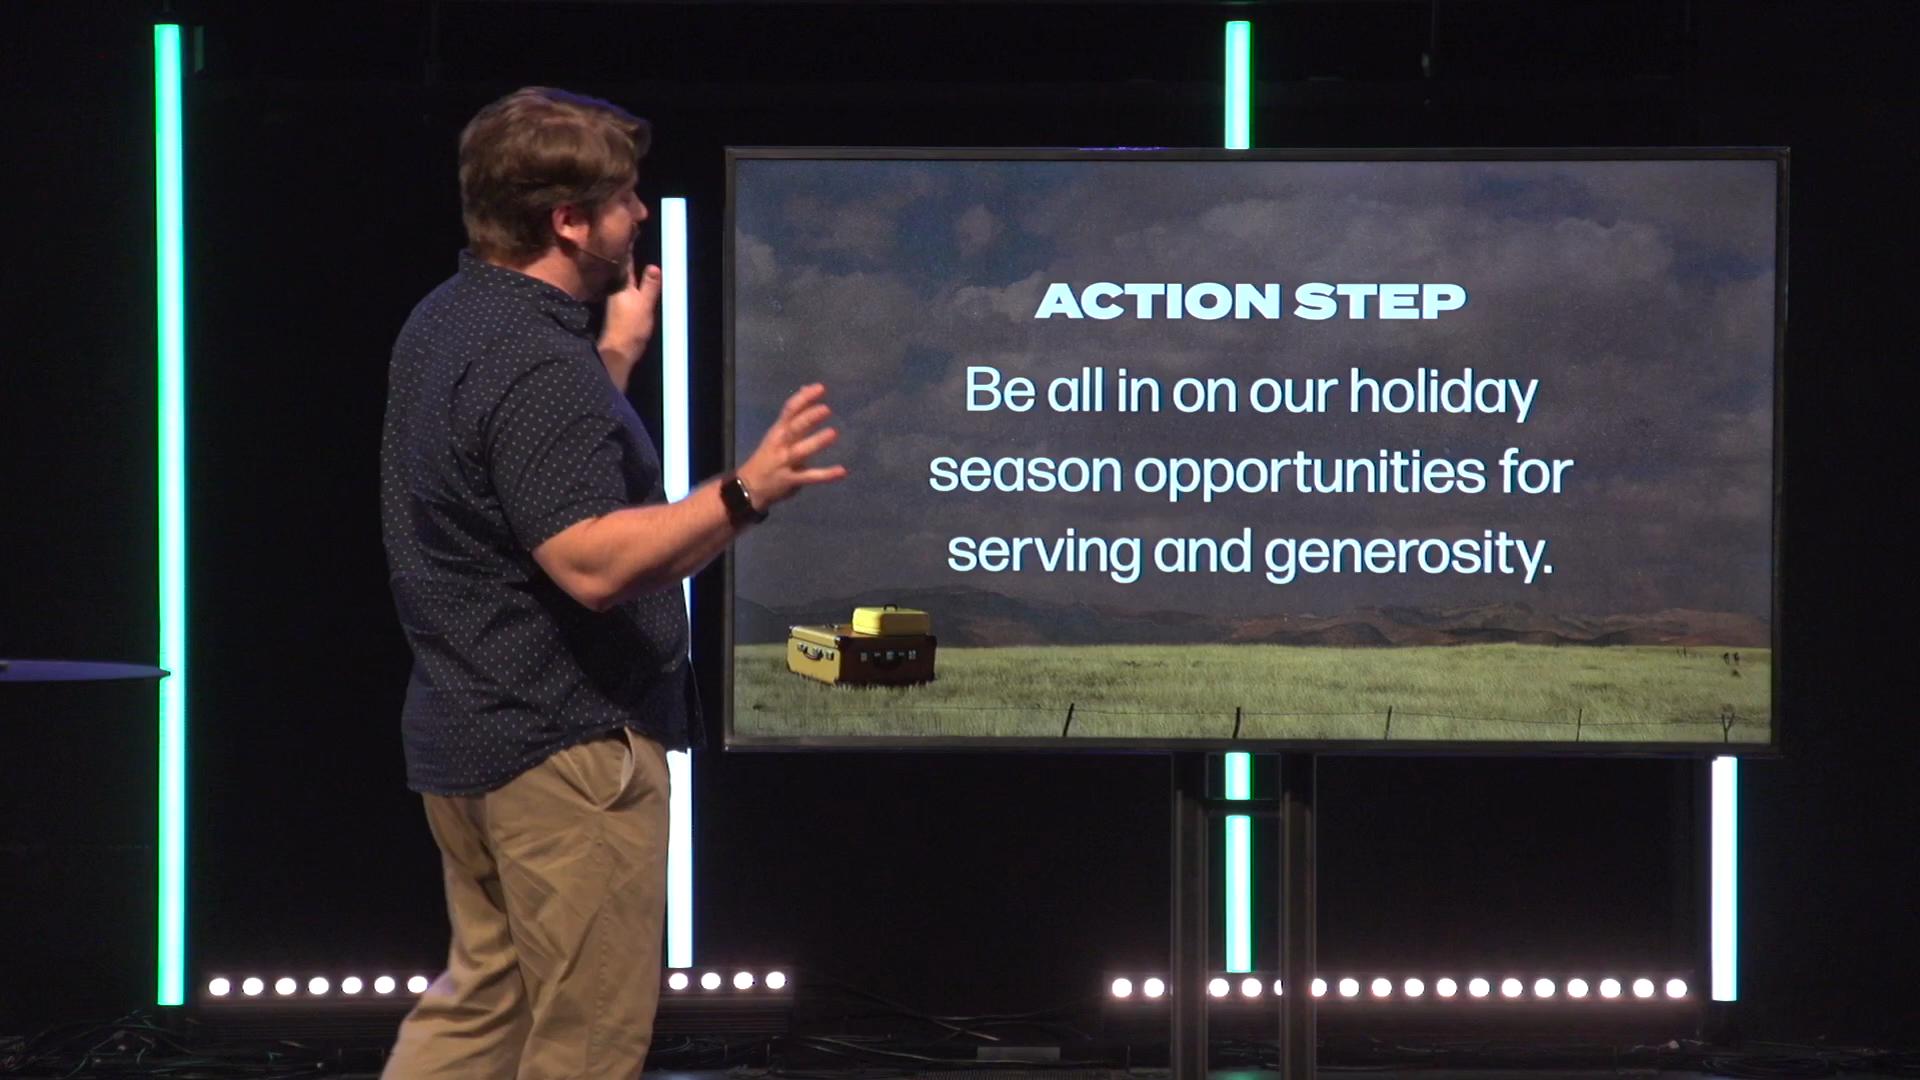 ACTION STEP
Be all in on our holiday
season opportunities for
serving and generosity.